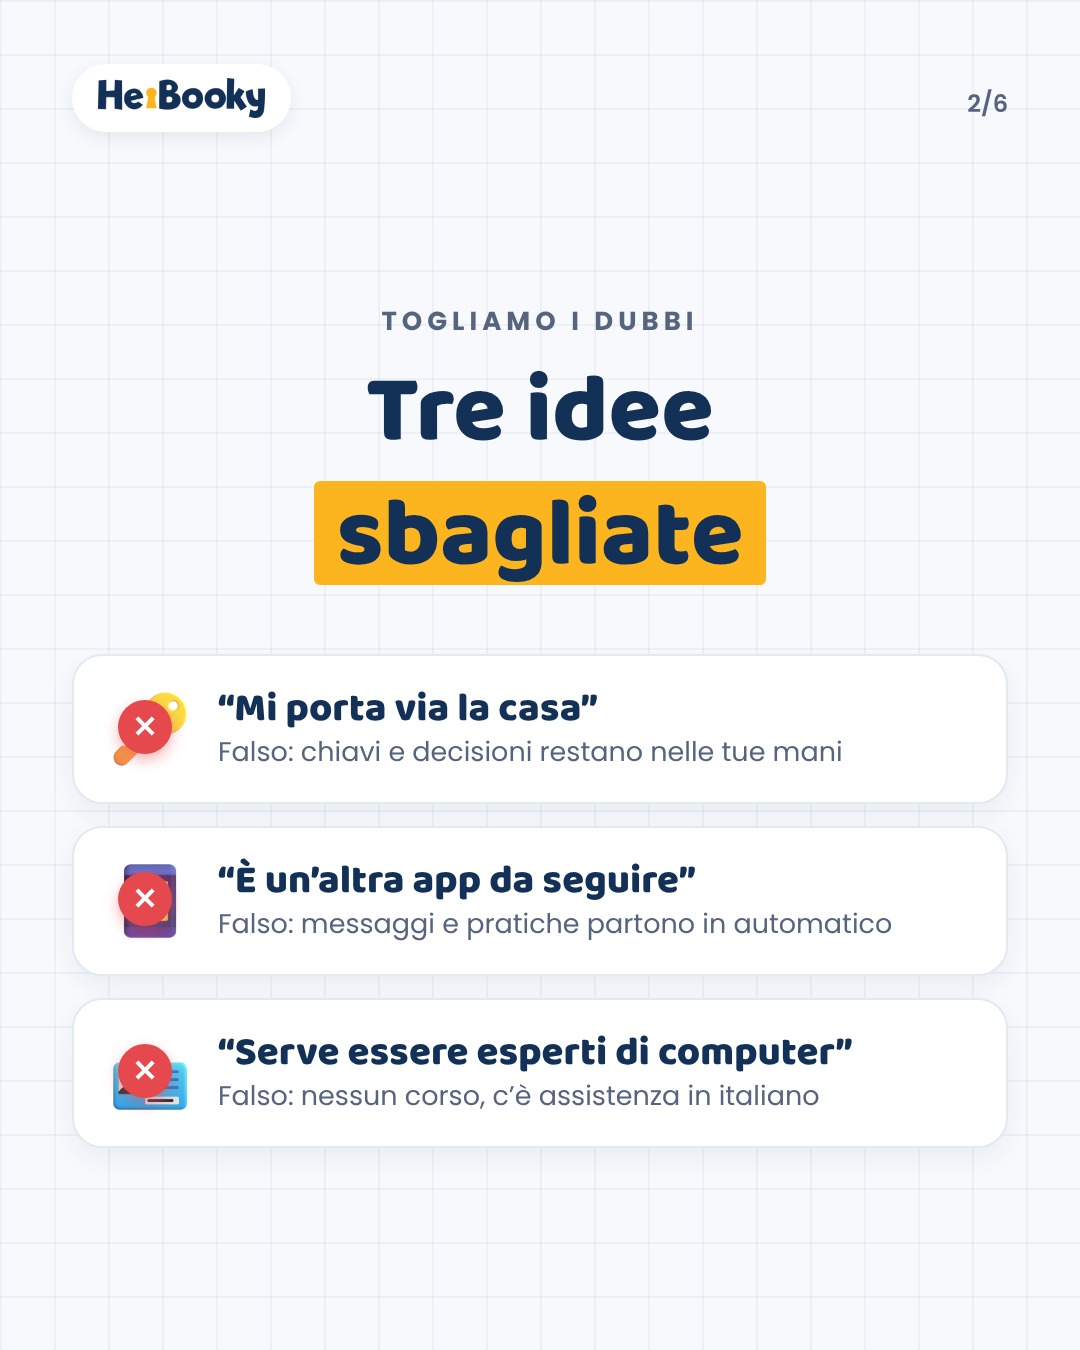 HeiBooky
2/6
TOGLIAMO I DUBBI
Tre idee
sbagliate
“Mi porta via la casa”
Falso: chiavi e decisioni restano nelle tue mani
“È un’altra app da seguire”
Falso: messaggi e pratiche partono in automatico
“Serve essere esperti di computer”
Falso: nessun corso, c’è assistenza in italiano